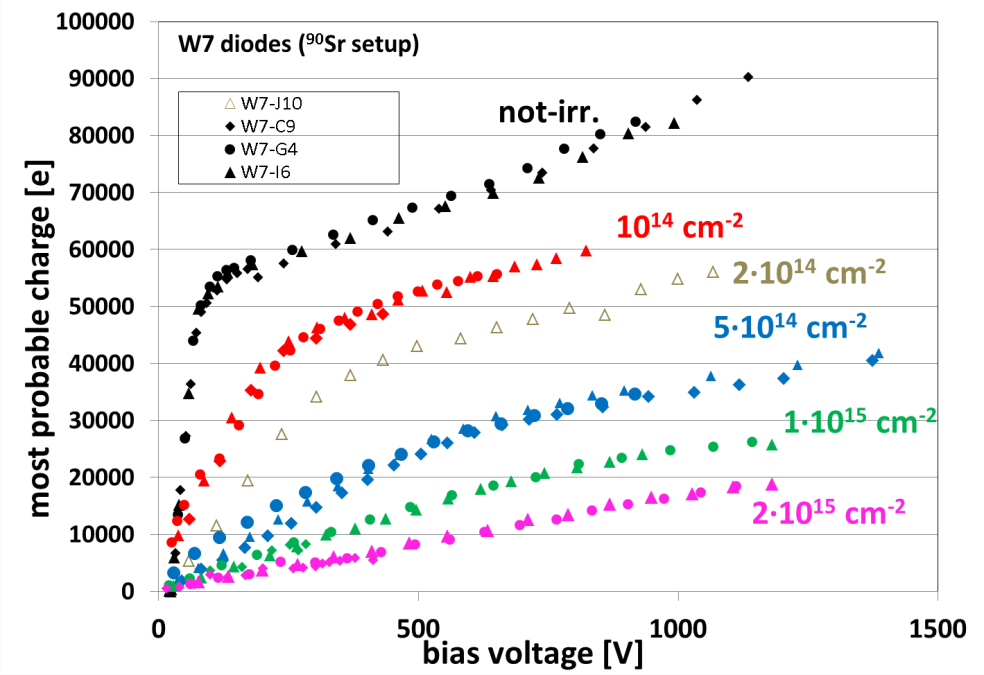 100000
90000
80000
70000
60000
50000
40000
30000
20000
10000
0
most probable charge [e]
W7 diodes (⁹⁰Sr setup)
W7-J10
W7-C9
W7-G4
W7-I6
not-irr.
10¹⁴ cm⁻²
2·10¹⁴ cm⁻²
5·10¹⁴ cm⁻²
1·10¹⁵ cm⁻²
2·10¹⁵ cm⁻²
0 500 1000 1500
bias voltage [V]